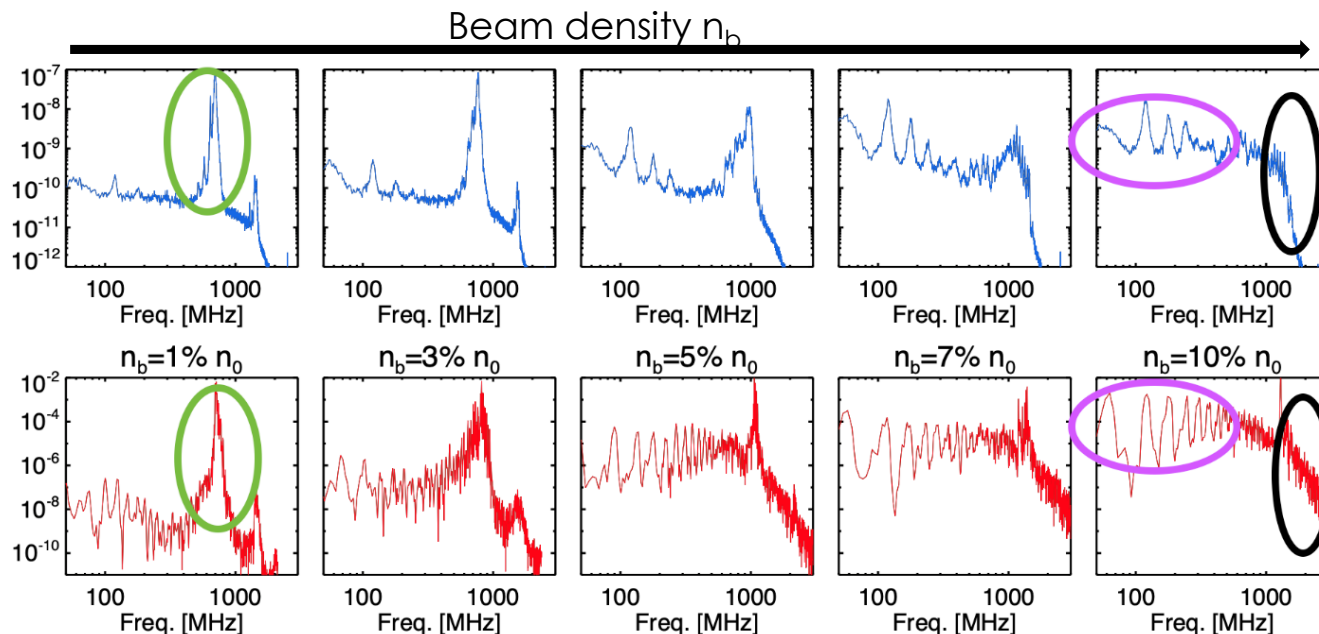 Beam density n_b
10^-7
10^-8
10^-9
10^-10
10^-11
10^-12
100 1000 100 1000 100 1000 100 1000 100 1000
Freq. [MHz] Freq. [MHz] Freq. [MHz] Freq. [MHz] Freq. [MHz]
n_b=1% n_0 n_b=3% n_0 n_b=5% n_0 n_b=7% n_0 n_b=10% n_0
10^-2
10^-4
10^-6
10^-8
10^-10
100 1000 100 1000 100 1000 100 1000 100 1000
Freq. [MHz] Freq. [MHz] Freq. [MHz] Freq. [MHz] Freq. [MHz]